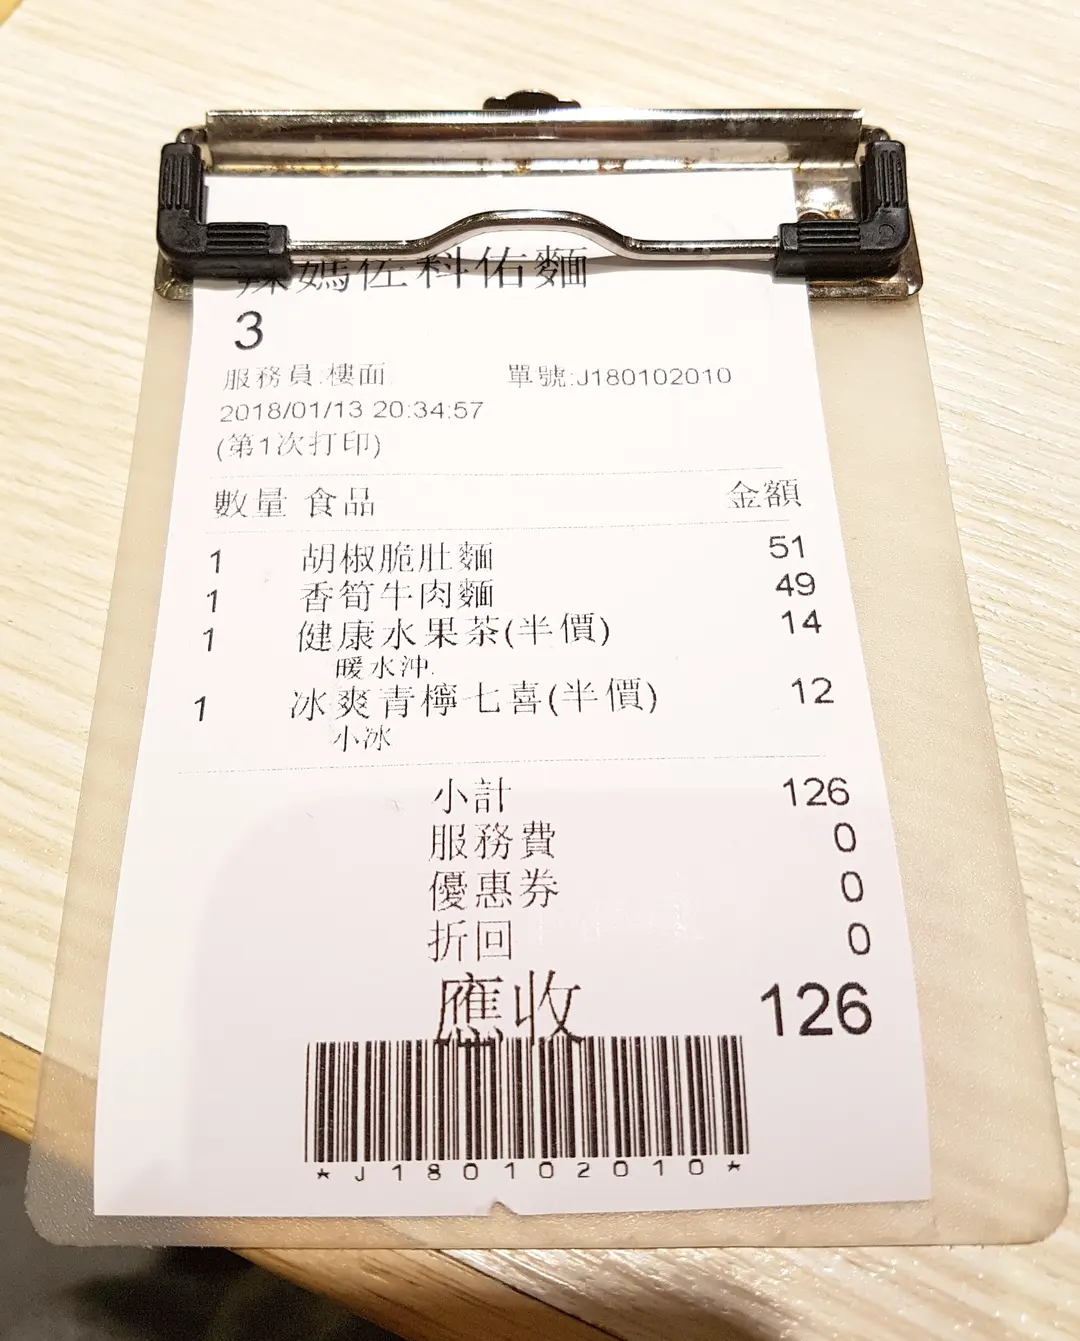 辣媽佐科佑麵
3
服務員:樓面 單號:J180102010
2018/01/13 20:34:57
(第1次打印)
數量 食品 金額
1 胡椒脆肚麵 51
1 香筍牛肉麵 49
1 健康水果茶(半價) 14
暖水沖.
1 冰爽青檸七喜(半價) 12
小冰
小計 126
服務費 0
優惠券 0
折回 0
應收 126
*J180102010*